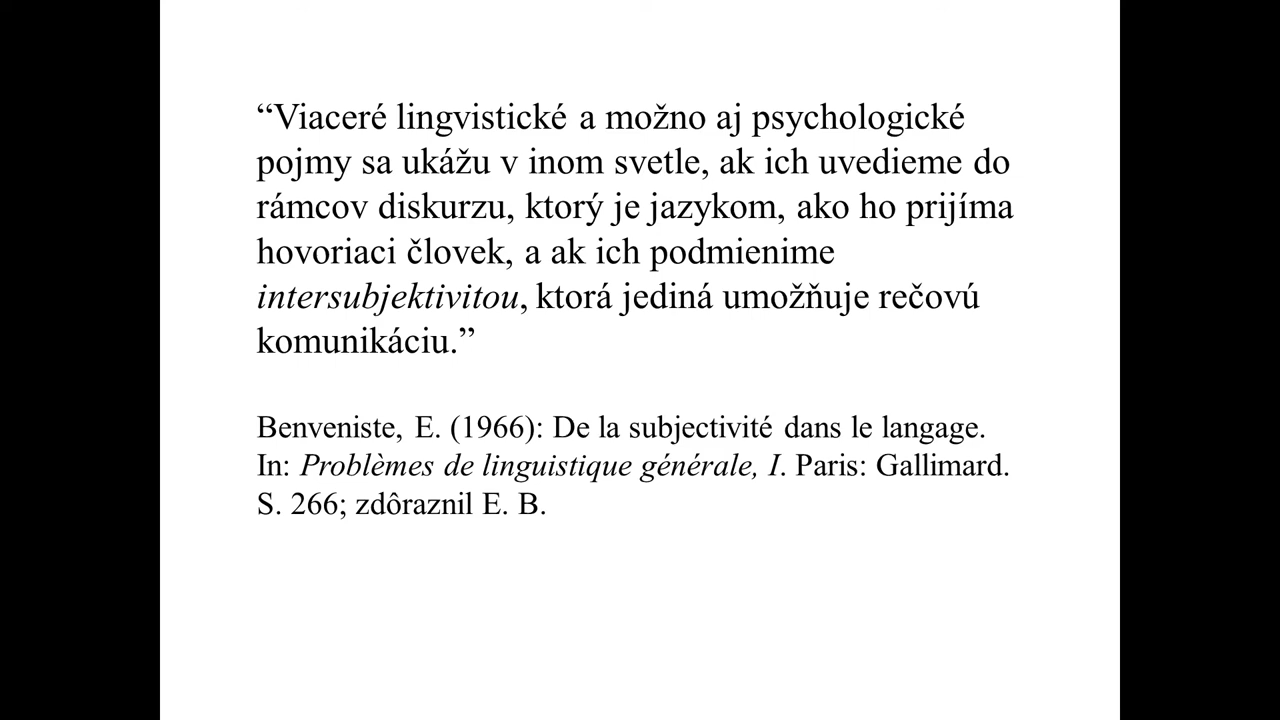 “Viaceré lingvistické a možno aj psychologické
pojmy sa ukážu v inom svetle, ak ich uvedieme do
rámcov diskurzu, ktorý je jazykom, ako ho prijíma
hovoriaci človek, a ak ich podmienime
intersubjektivitou, ktorá jediná umožňuje rečovú
komunikáciu.”
Benveniste, E. (1966): De la subjectivité dans le langage.
In: Problèmes de linguistique générale, I. Paris: Gallimard.
S. 266; zdôraznil E. B.